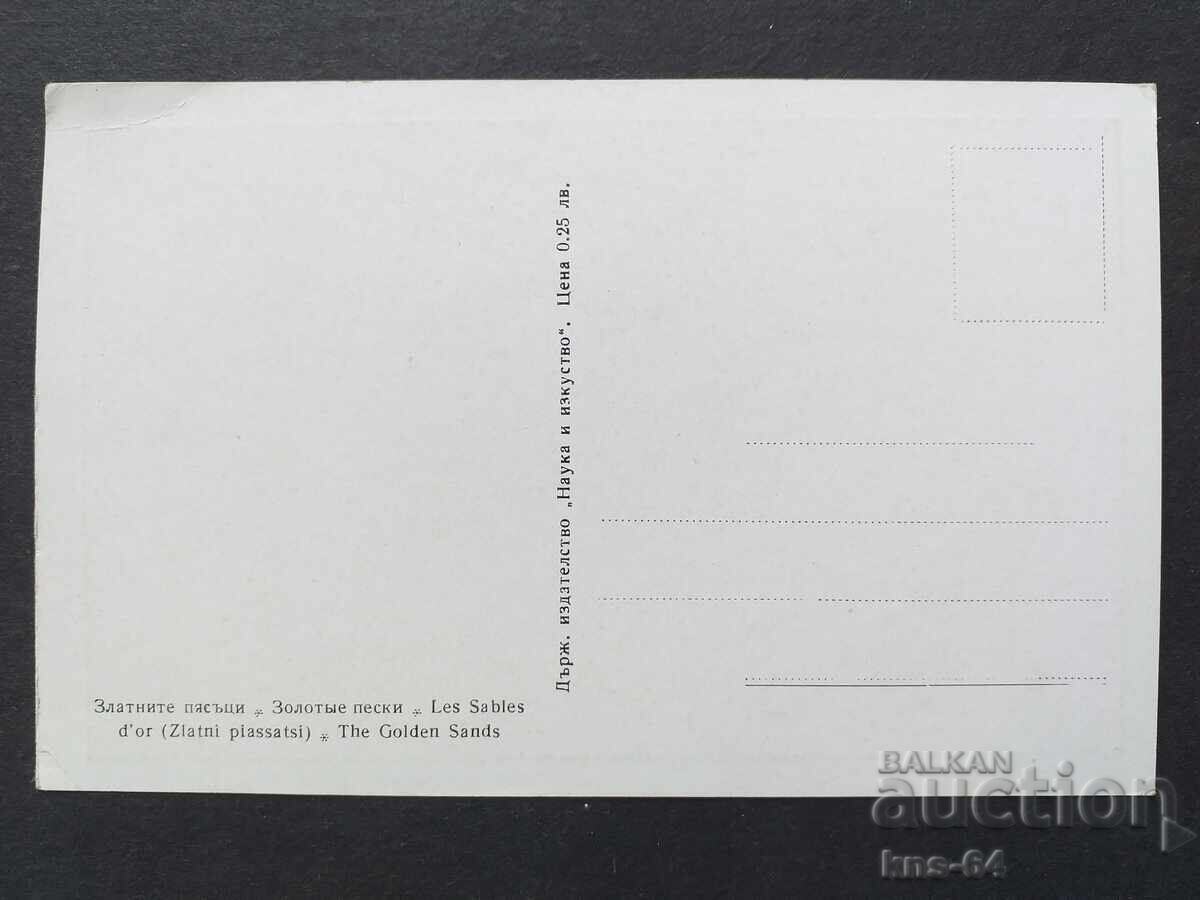 Държ. издателство „Наука и изкуство“. Цена 0.25 лв.
Златните пясъци ⁂ Золотые пески ⁂ Les Sables
d'or (Zlatni piassatsi) ⁂ The Golden Sands
BALKAN
auction
kns-64